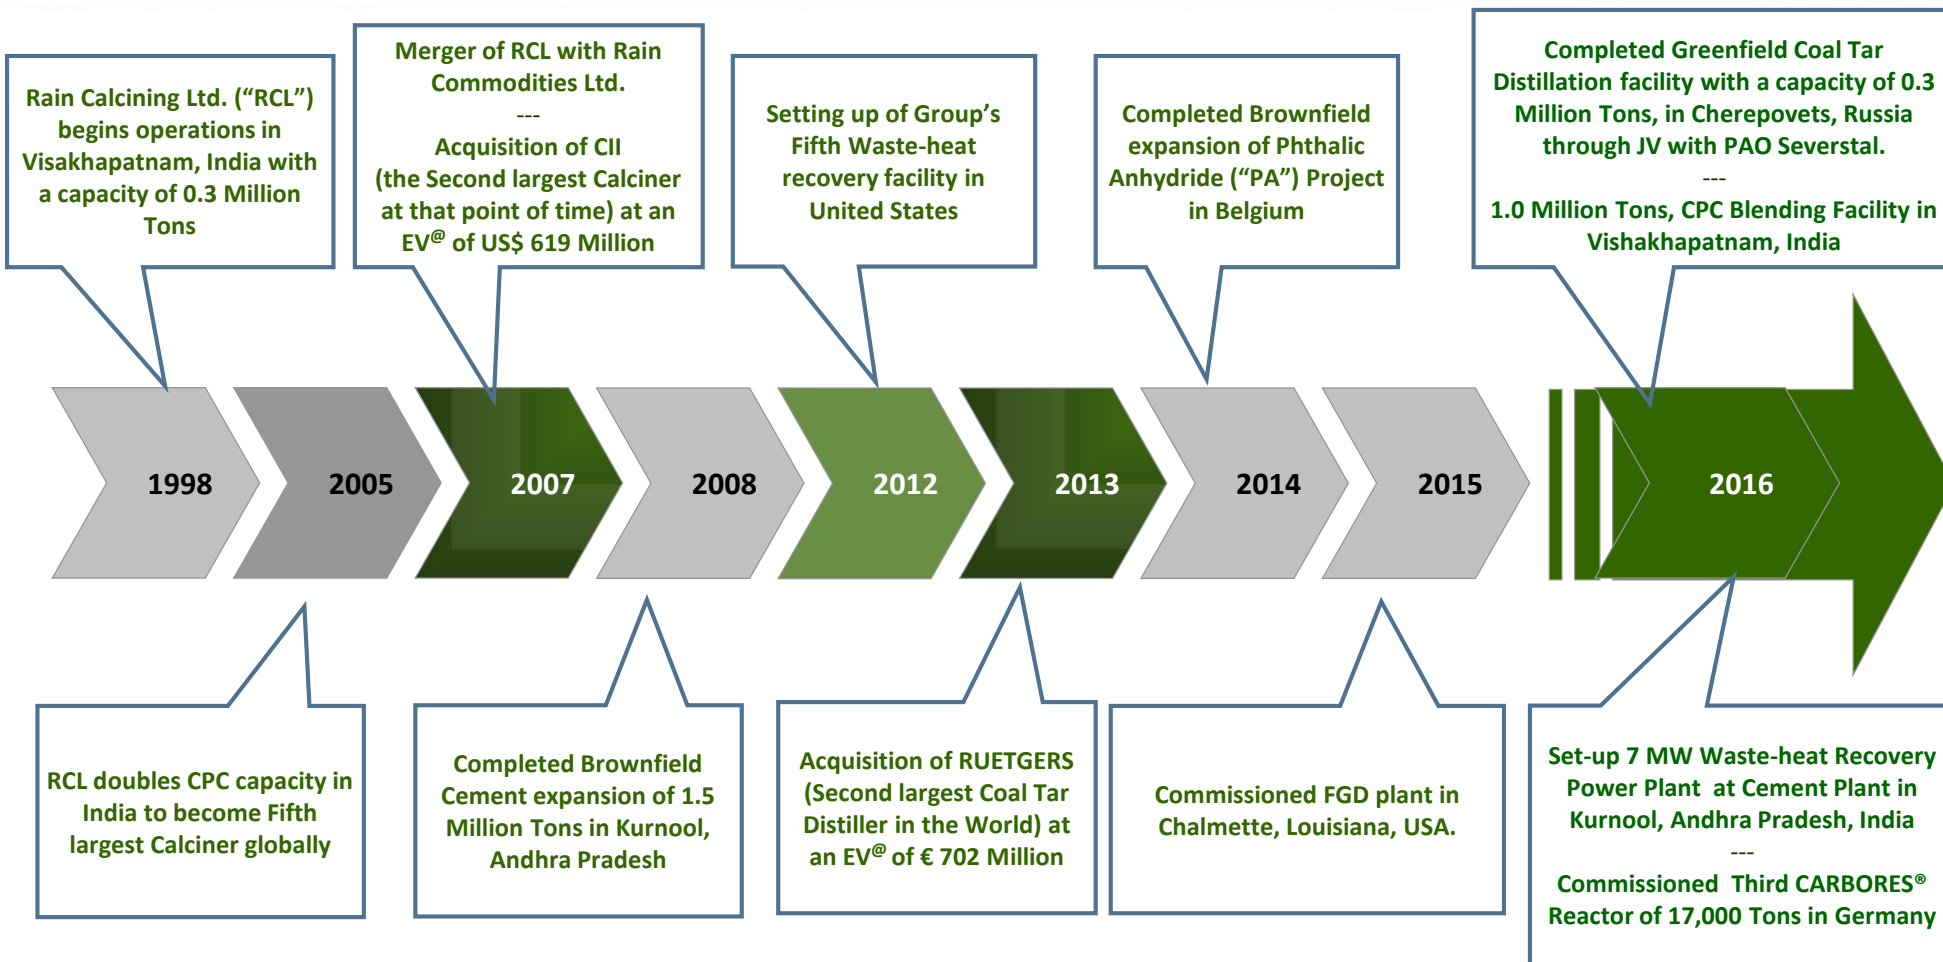 Rain Calcining Ltd. (“RCL”)
begins operations in
Visakhapatnam, India with
a capacity of 0.3 Million
Tons
Merger of RCL with Rain
Commodities Ltd.
---
Acquisition of CII
(the Second largest Calciner
at that point of time) at an
EV@ of US$ 619 Million
Setting up of Group’s
Fifth Waste-heat
recovery facility in
United States
Completed Brownfield
expansion of Phthalic
Anhydride (“PA”) Project
in Belgium
Completed Greenfield Coal Tar
Distillation facility with a capacity of 0.3
Million Tons, in Cherepovets, Russia
through JV with PAO Severstal.
---
1.0 Million Tons, CPC Blending Facility in
Vishakhapatnam, India
1998
2005
2007
2008
2012
2013
2014
2015
2016
RCL doubles CPC capacity in
India to become Fifth
largest Calciner globally
Completed Brownfield
Cement expansion of 1.5
Million Tons in Kurnool,
Andhra Pradesh
Acquisition of RUETGERS
(Second largest Coal Tar
Distiller in the World) at
an EV@ of € 702 Million
Commissioned FGD plant in
Chalmette, Louisiana, USA.
Set-up 7 MW Waste-heat Recovery
Power Plant at Cement Plant in
Kurnool, Andhra Pradesh, India
---
Commissioned Third CARBORES®
Reactor of 17,000 Tons in Germany